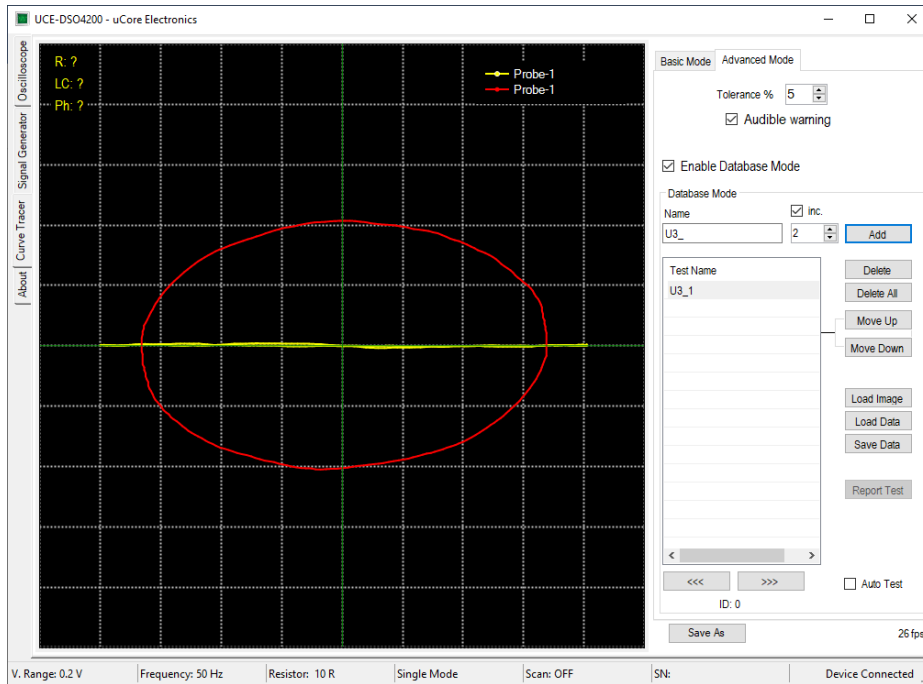 UCE-DSO4200 - uCore Electronics
Oscilloscope
Signal Generator
Curve Tracer
About
R: ?
LC: ?
Ph: ?
Probe-1
Probe-1
Basic Mode
Advanced Mode
Tolerance %
5
Audible warning
Enable Database Mode
Database Mode
Name
inc.
U3_
2
Add
Test Name
U3_1
Delete
Delete All
Move Up
Move Down
Load Image
Load Data
Save Data
Report Test
<<<
>>>
Auto Test
ID: 0
Save As
26 fps
V. Range: 0.2 V
Frequency: 50 Hz
Resistor: 10 R
Single Mode
Scan: OFF
SN:
Device Connected